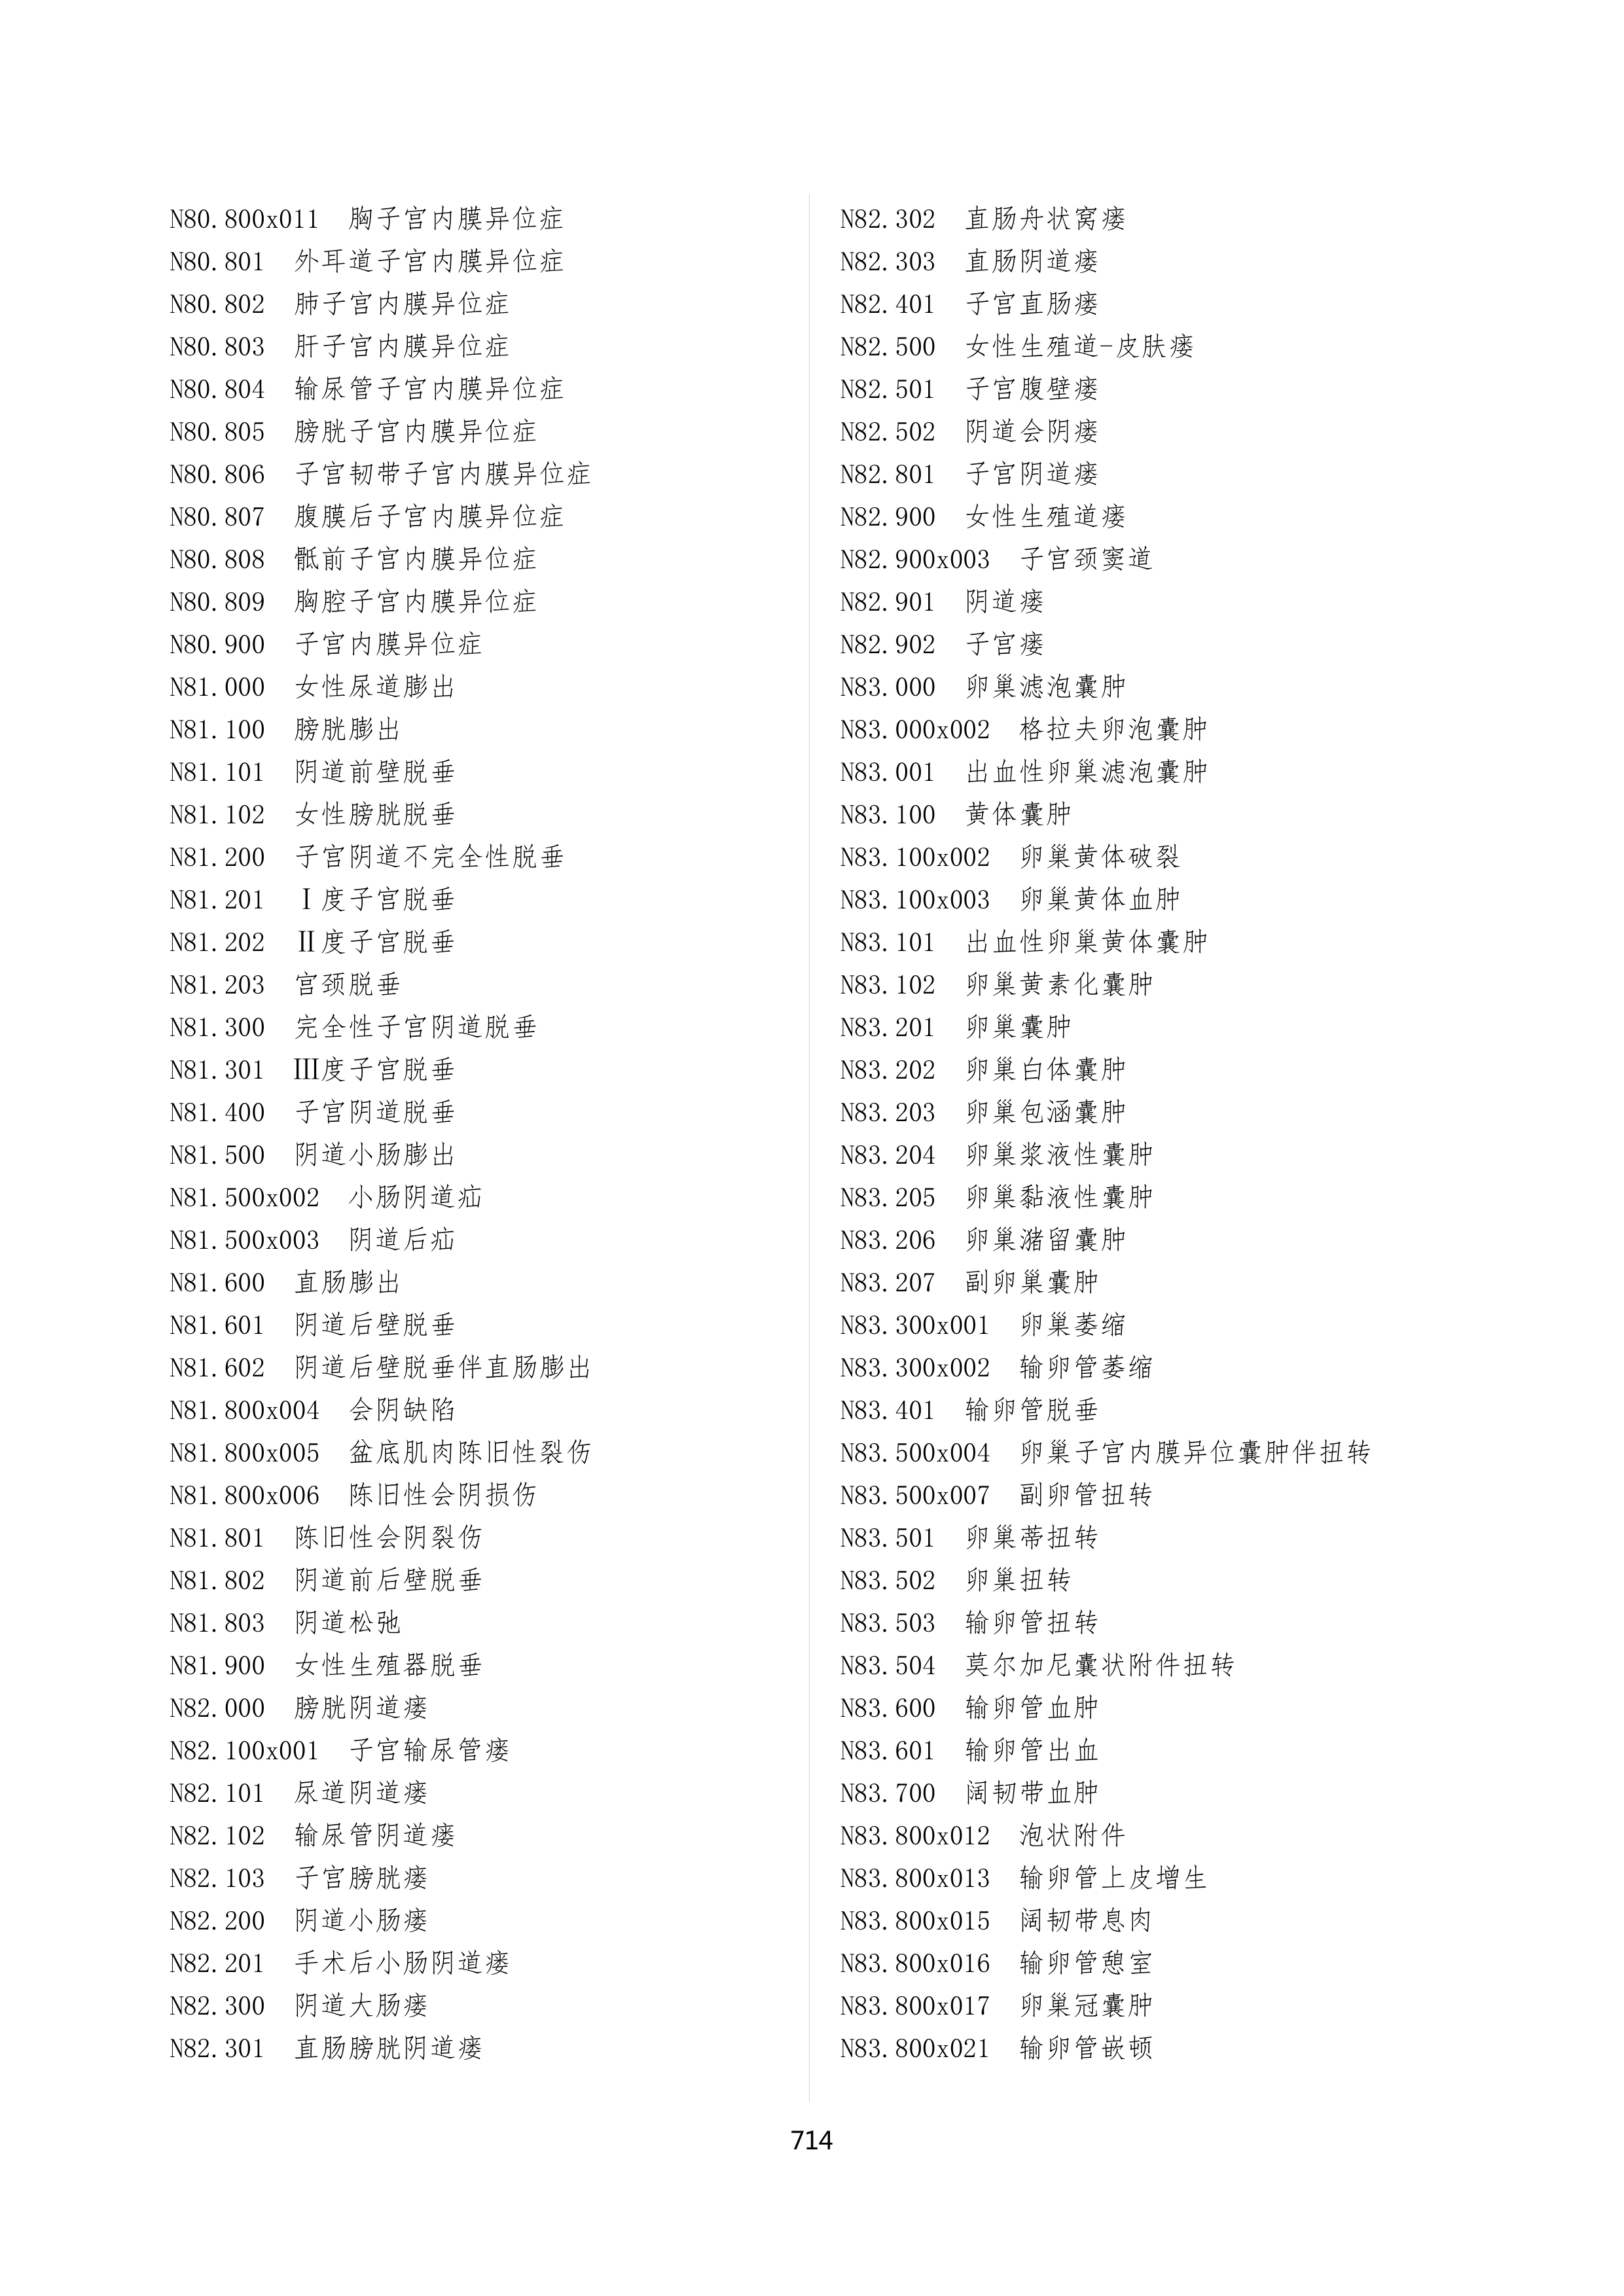 N80.800x011 胸子宫内膜异位症
N80.801 外耳道子宫内膜异位症
N80.802 肺子宫内膜异位症
N80.803 肝子宫内膜异位症
N80.804 输尿管子宫内膜异位症
N80.805 膀胱子宫内膜异位症
N80.806 子宫韧带子宫内膜异位症
N80.807 腹膜后子宫内膜异位症
N80.808 骶前子宫内膜异位症
N80.809 胸腔子宫内膜异位症
N80.900 子宫内膜异位症
N81.000 女性尿道膨出
N81.100 膀胱膨出
N81.101 阴道前壁脱垂
N81.102 女性膀胱脱垂
N81.200 子宫阴道不完全性脱垂
N81.201 Ⅰ度子宫脱垂
N81.202 Ⅱ度子宫脱垂
N81.203 宫颈脱垂
N81.300 完全性子宫阴道脱垂
N81.301 Ⅲ度子宫脱垂
N81.400 子宫阴道脱垂
N81.500 阴道小肠膨出
N81.500x002 小肠阴道疝
N81.500x003 阴道后疝
N81.600 直肠膨出
N81.601 阴道后壁脱垂
N81.602 阴道后壁脱垂伴直肠膨出
N81.800x004 会阴缺陷
N81.800x005 盆底肌肉陈旧性裂伤
N81.800x006 陈旧性会阴损伤
N81.801 陈旧性会阴裂伤
N81.802 阴道前后壁脱垂
N81.803 阴道松弛
N81.900 女性生殖器脱垂
N82.000 膀胱阴道瘘
N82.100x001 子宫输尿管瘘
N82.101 尿道阴道瘘
N82.102 输尿管阴道瘘
N82.103 子宫膀胱瘘
N82.200 阴道小肠瘘
N82.201 手术后小肠阴道瘘
N82.300 阴道大肠瘘
N82.301 直肠膀胱阴道瘘
N82.302 直肠舟状窝瘘
N82.303 直肠阴道瘘
N82.401 子宫直肠瘘
N82.500 女性生殖道-皮肤瘘
N82.501 子宫腹壁瘘
N82.502 阴道会阴瘘
N82.801 子宫阴道瘘
N82.900 女性生殖道瘘
N82.900x003 子宫颈窦道
N82.901 阴道瘘
N82.902 子宫瘘
N83.000 卵巢滤泡囊肿
N83.000x002 格拉夫卵泡囊肿
N83.001 出血性卵巢滤泡囊肿
N83.100 黄体囊肿
N83.100x002 卵巢黄体破裂
N83.100x003 卵巢黄体血肿
N83.101 出血性卵巢黄体囊肿
N83.102 卵巢黄素化囊肿
N83.201 卵巢囊肿
N83.202 卵巢白体囊肿
N83.203 卵巢包涵囊肿
N83.204 卵巢浆液性囊肿
N83.205 卵巢黏液性囊肿
N83.206 卵巢潴留囊肿
N83.207 副卵巢囊肿
N83.300x001 卵巢萎缩
N83.300x002 输卵管萎缩
N83.401 输卵管脱垂
N83.500x004 卵巢子宫内膜异位囊肿伴扭转
N83.500x007 副卵管扭转
N83.501 卵巢蒂扭转
N83.502 卵巢扭转
N83.503 输卵管扭转
N83.504 莫尔加尼囊状附件扭转
N83.600 输卵管血肿
N83.601 输卵管出血
N83.700 阔韧带血肿
N83.800x012 泡状附件
N83.800x013 输卵管上皮增生
N83.800x015 阔韧带息肉
N83.800x016 输卵管憩室
N83.800x017 卵巢冠囊肿
N83.800x021 输卵管嵌顿
714